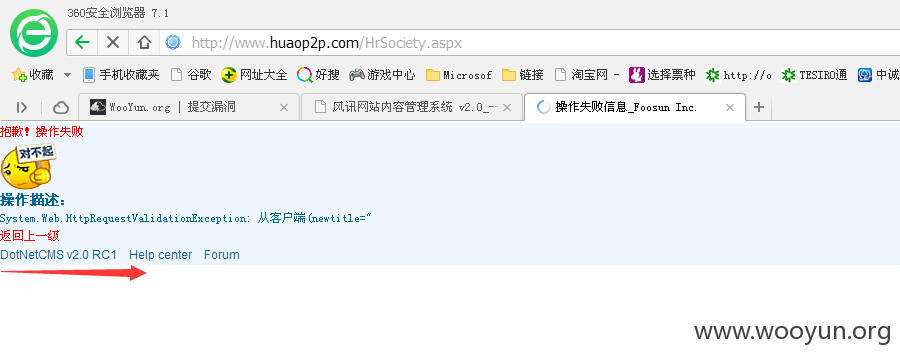 360安全浏览器 7.1
http://www.huaop2p.com/HrSociety.aspx
收藏 手机收藏夹 谷歌 网址大全 好搜 游戏中心 Microsof 链接 淘宝网 - 选择票种 http://o TESIRO通 中诚
WooYun.org | 提交漏洞 风讯网站内容管理系统 v2.0_- 操作失败信息_Foosun Inc.
抱歉! 操作失败
对不起
操作描述:
System.Web.HttpRequestValidationException: 从客户端(newtitle="
返回上一级
DotNetCMS v2.0 RC1 Help center Forum
www.wooyun.org